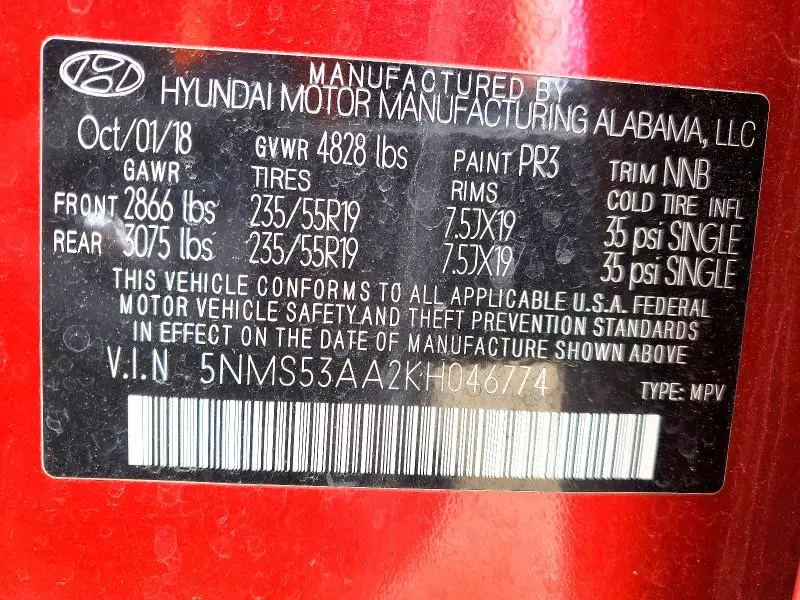 MANUFACTURED BY
HYUNDAI MOTOR MANUFACTURING ALABAMA, LLC
Oct/01/18 GVWR 4828 lbs PAINT PR3 TRIM NNB
GAWR TIRES RIMS COLD TIRE INFL
FRONT 2866 lbs 235/55R19 7.5JX19 35 psi SINGLE
REAR 3075 lbs 235/55R19 7.5JX19 35 psi SINGLE
THIS VEHICLE CONFORMS TO ALL APPLICABLE U.S.A. FEDERAL
MOTOR VEHICLE SAFETY AND THEFT PREVENTION STANDARDS
IN EFFECT ON THE DATE OF MANUFACTURE SHOWN ABOVE
V.I.N 5NMS53AA2KH046774 TYPE: MPV